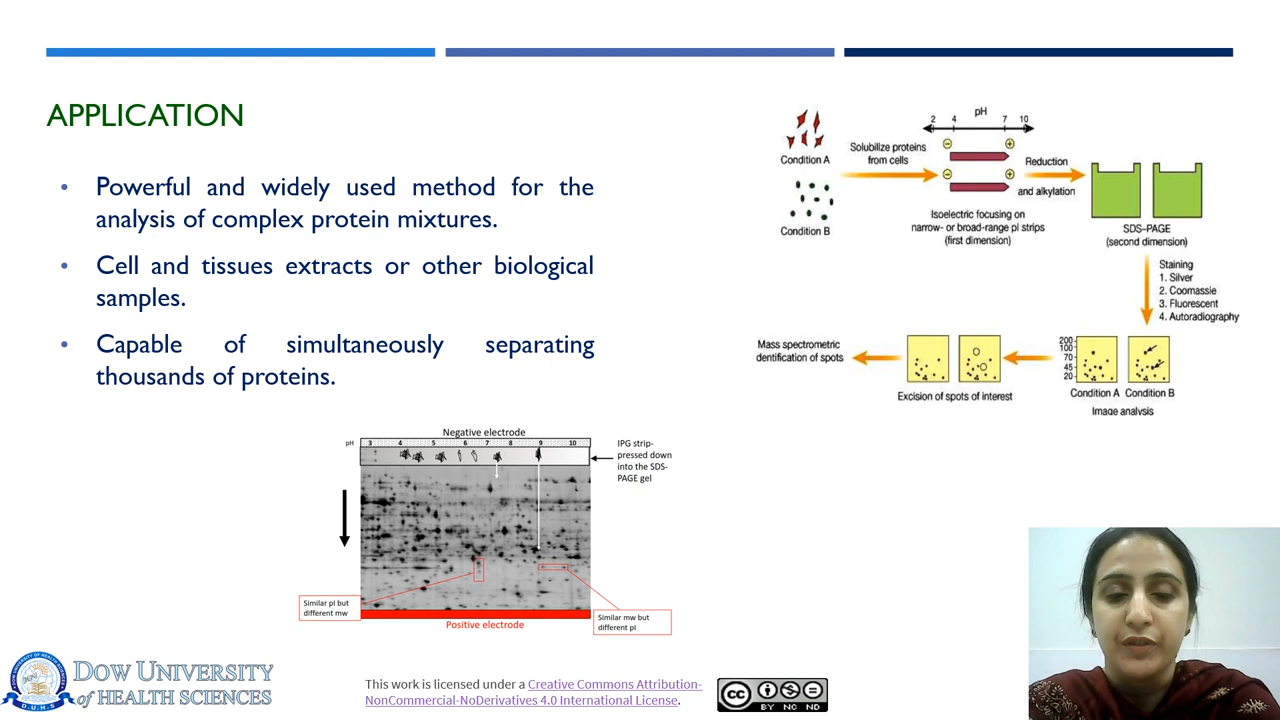 APPLICATION
• Powerful and widely used method for the
analysis of complex protein mixtures.
• Cell and tissues extracts or other biological
samples.
• Capable of simultaneously separating
thousands of proteins.
pH
2 4 7 10
Condition A
Condition B
Solubilize proteins
from cells
Isoelectric focusing on
narrow- or broad-range pI strips
(first dimension)
Reduction
and alkylation
SDS-PAGE
(second dimension)
Staining
1. Silver
2. Coomassie
3. Fluorescent
4. Autoradiography
200
100
70
45
20
Condition A Condition B
Image analysis
Excision of spots of interest
Mass spectrometric
dentification of spots
Negative electrode
pH 3 4 5 6 7 8 9 10
IPG strip-
pressed down
into the SDS-
PAGE gel
Similar pI but
different mw
Similar mw but
different pI
Positive electrode
DOW UNIVERSITY
of HEALTH SCIENCES
D.U.H.S
This work is licensed under a Creative Commons Attribution-
NonCommercial-NoDerivatives 4.0 International License.
cc
BY NC ND